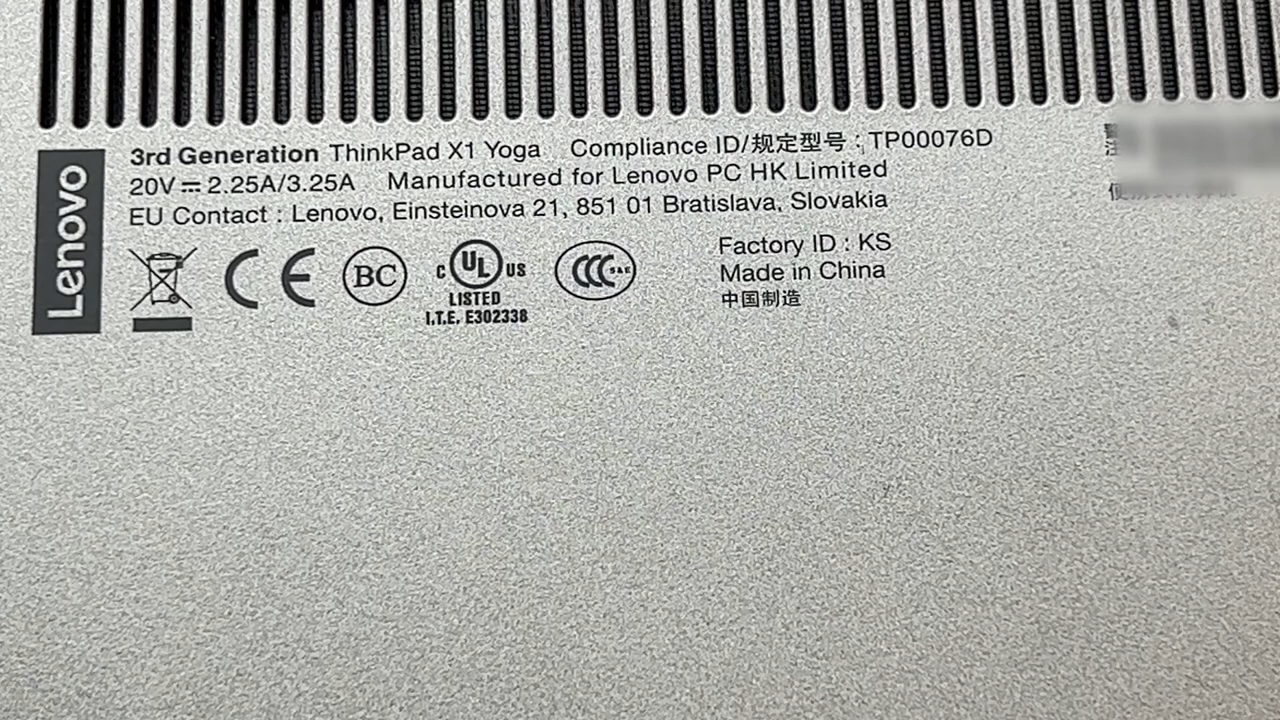 Lenovo
3rd Generation ThinkPad X1 Yoga Compliance ID/规定型号 : TP00076D
20V⎓2.25A/3.25A Manufactured for Lenovo PC HK Limited
EU Contact : Lenovo, Einsteinova 21, 851 01 Bratislava, Slovakia
CE
BC
C UL US
LISTED
I.T.E. E302338
CCC S&E
Factory ID : KS
Made in China
中国制造